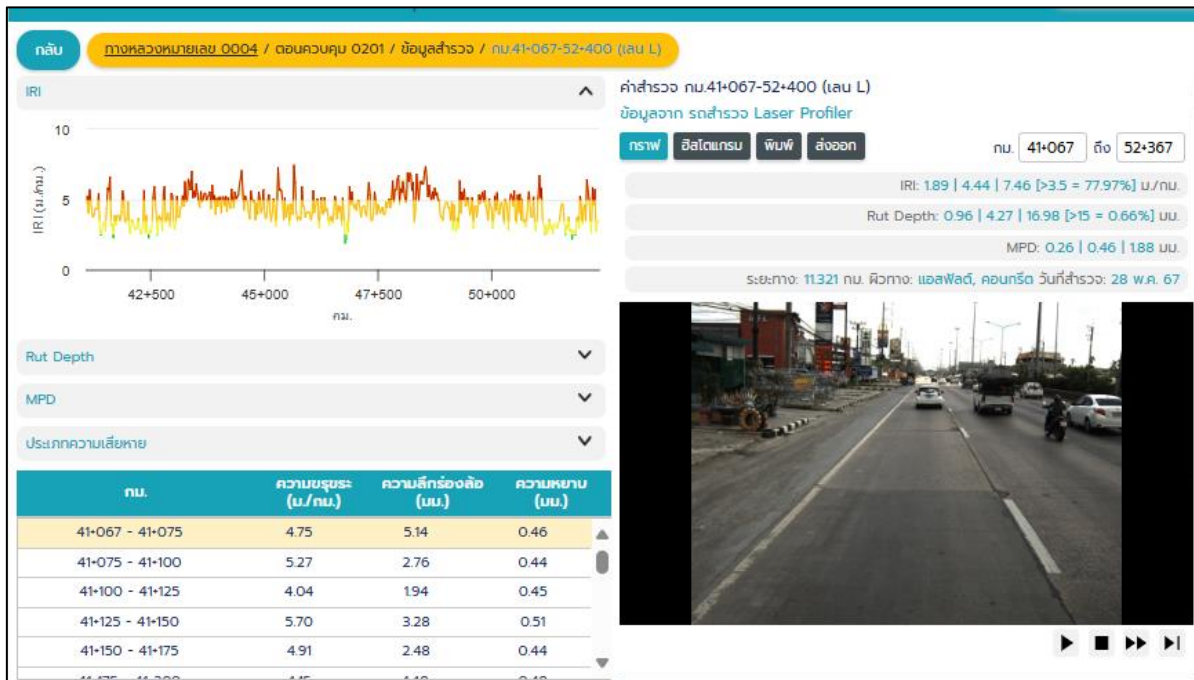 กลับ
ทางหลวงหมายเลข 0004 / ตอนควบคุม 0201 / ข้อมูลสำรวจ / กม.41+067-52+400 (เลน L)
IRI
10
5
0
IRI (ม./กม.)
42+500 45+000 47+500 50+000
กม.
Rut Depth
MPD
ประเภทความเสียหาย
กม. ความขรุขระ (ม./กม.) ความลึกร่องล้อ (มม.) ความหยาบ (มม.)
41+067 - 41+075 4.75 5.14 0.46
41+075 - 41+100 5.27 2.76 0.44
41+100 - 41+125 4.04 1.94 0.45
41+125 - 41+150 5.70 3.28 0.51
41+150 - 41+175 4.91 2.48 0.44
ค่าสำรวจ กม.41+067-52+400 (เลน L)
ข้อมูลจาก รถสำรวจ Laser Profiler
กราฟ ฮิสโตแกรม พิมพ์ ส่งออก กม. 41+067 ถึง 52+367
IRI: 1.89 | 4.44 | 7.46 [>3.5 = 77.97%] ม./กม.
Rut Depth: 0.96 | 4.27 | 16.98 [>15 = 0.66%] มม.
MPD: 0.26 | 0.46 | 1.88 มม.
ระยะทาง: 11.321 กม. ผิวทาง: แอสฟัลต์, คอนกรีต วันที่สำรวจ: 28 พ.ค. 67